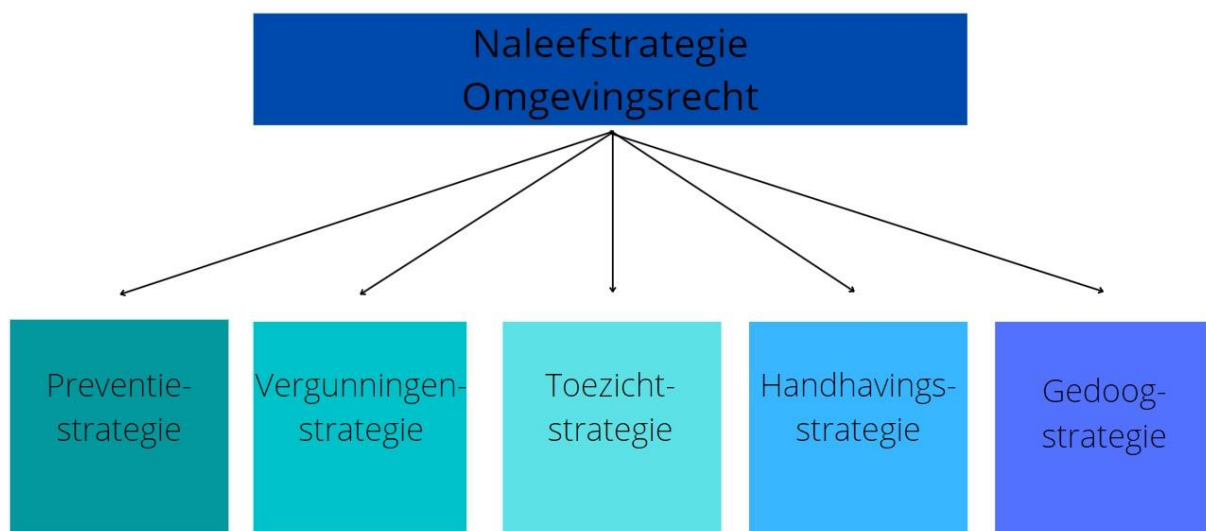 Naleefstrategie
Omgevingsrecht
Preventie-
strategie
Vergunningen-
strategie
Toezicht-
strategie
Handhavings-
strategie
Gedoog-
strategie